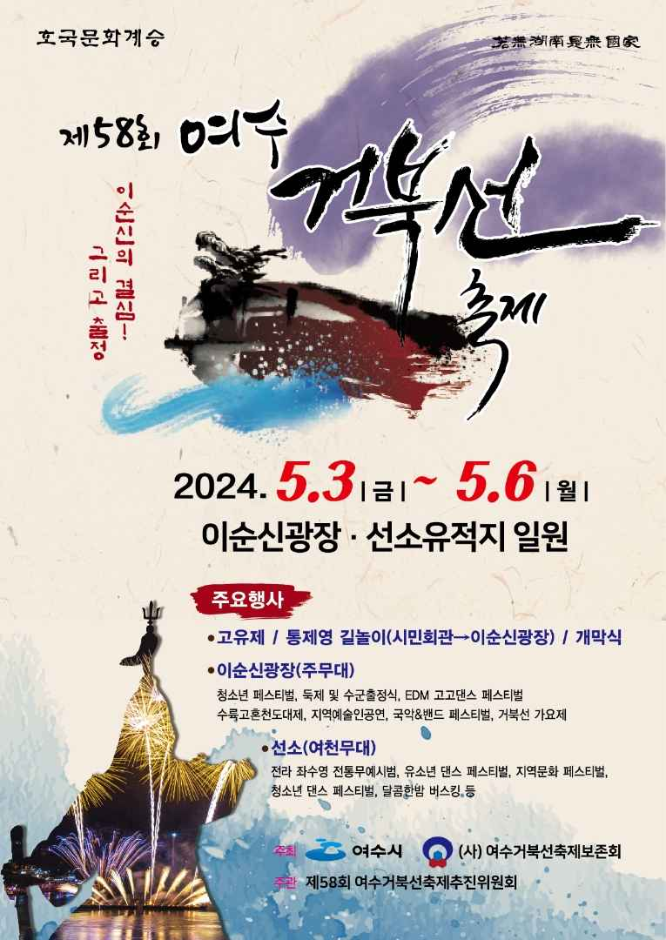 호국문화계승
若無湖南是無國家
제58회 여수
거북선
축제
이순신의 결심!
그리고 출정
2024. 5.3 |금| ~ 5.6 |월|
이순신광장 · 선소유적지 일원
주요행사
•고유제 / 통제영 길놀이(시민회관→이순신광장) / 개막식
•이순신광장(주무대)
청소년 페스티벌, 둑제 및 수군출정식, EDM 고고댄스 페스티벌
수륙고혼천도대제, 지역예술인공연, 국악&밴드 페스티벌, 거북선 가요제
•선소(여천무대)
전라 좌수영 전통무예시범, 유소년 댄스 페스티벌, 지역문화 페스티벌,
청소년 댄스 페스티벌, 달콤한밤 버스킹 등
주최 여수시 (사) 여수거북선축제보존회
주관 제58회 여수거북선축제추진위원회